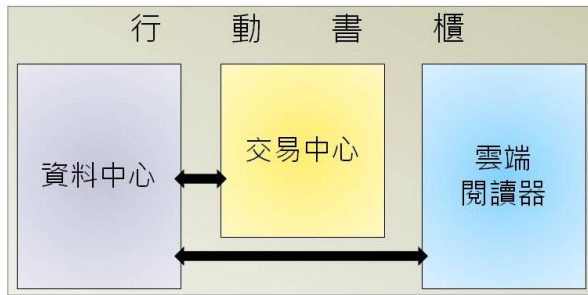 行動書櫃
資料中心
交易中心
雲端
閱讀器